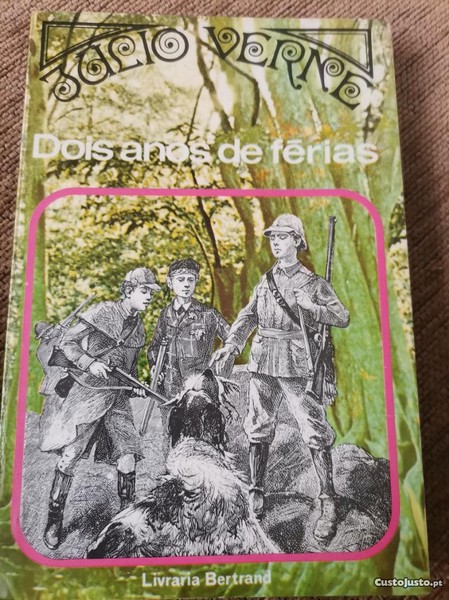 JÚLIO VERNE
Dois anos de férias
Livraria Bertrand
CustoJusto.pt